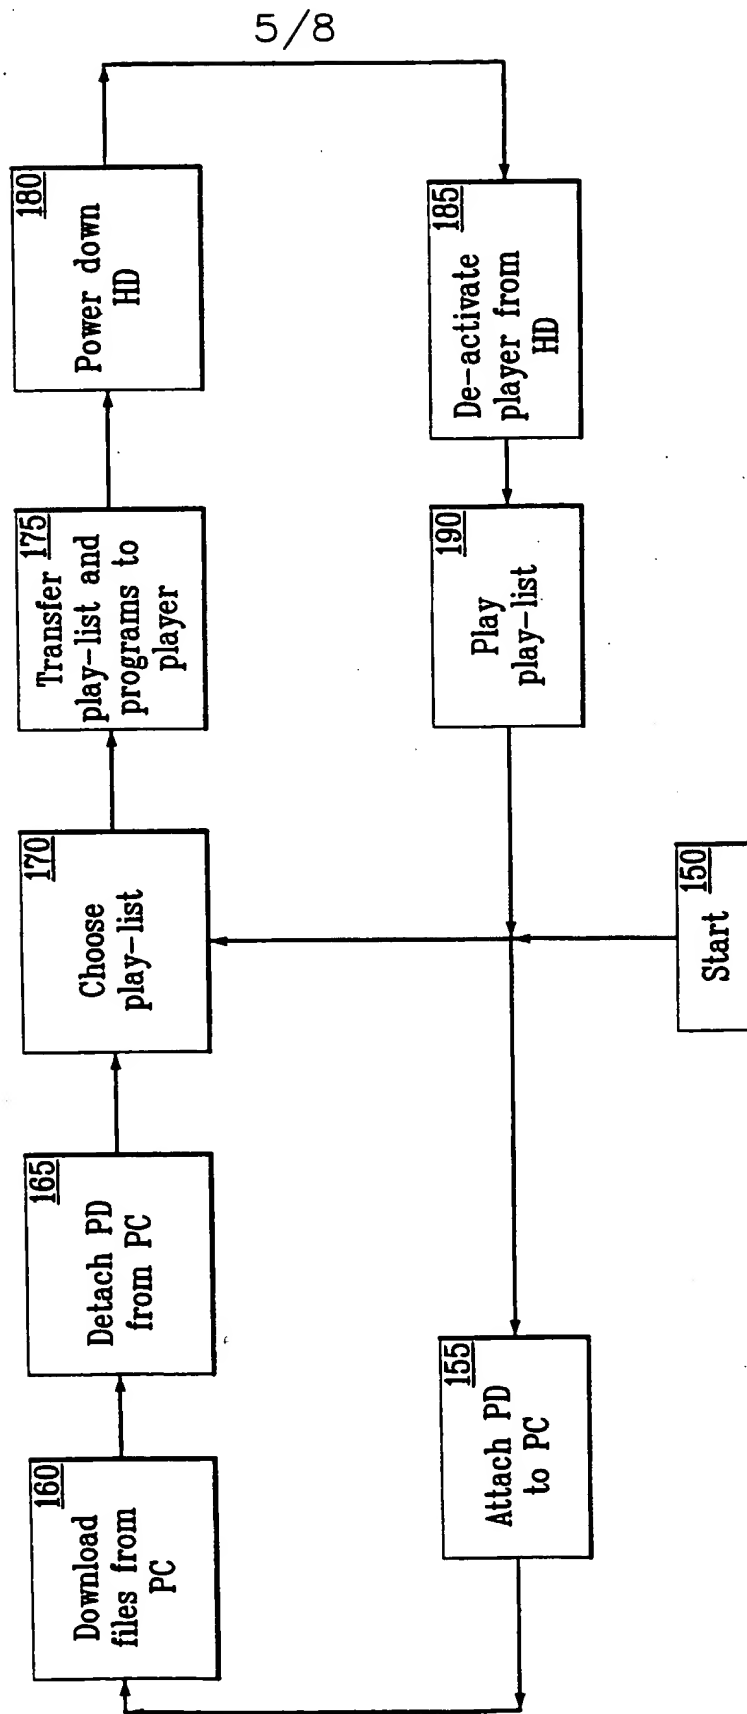 5/8
160
Download
files from
PC
165
Detach PD
from PC
170
Choose
play-list
175
Transfer
play-list and
programs to
player
180
Power down
HD
155
Attach PD
to PC
190
Play
play-list
185
De-activate
player from
HD
150
Start